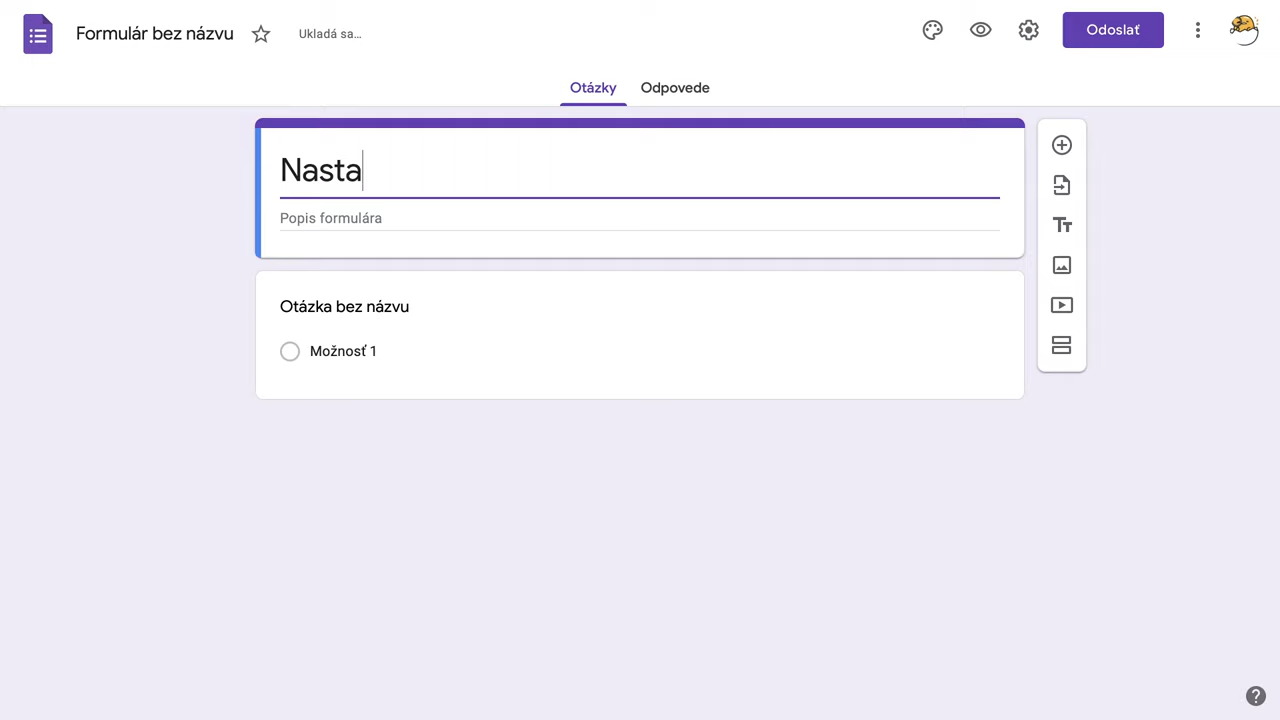 Formulár bez názvu
Ukladá sa...
Odoslať
Otázky
Odpovede
Nasta
Popis formulára
Otázka bez názvu
Možnosť 1